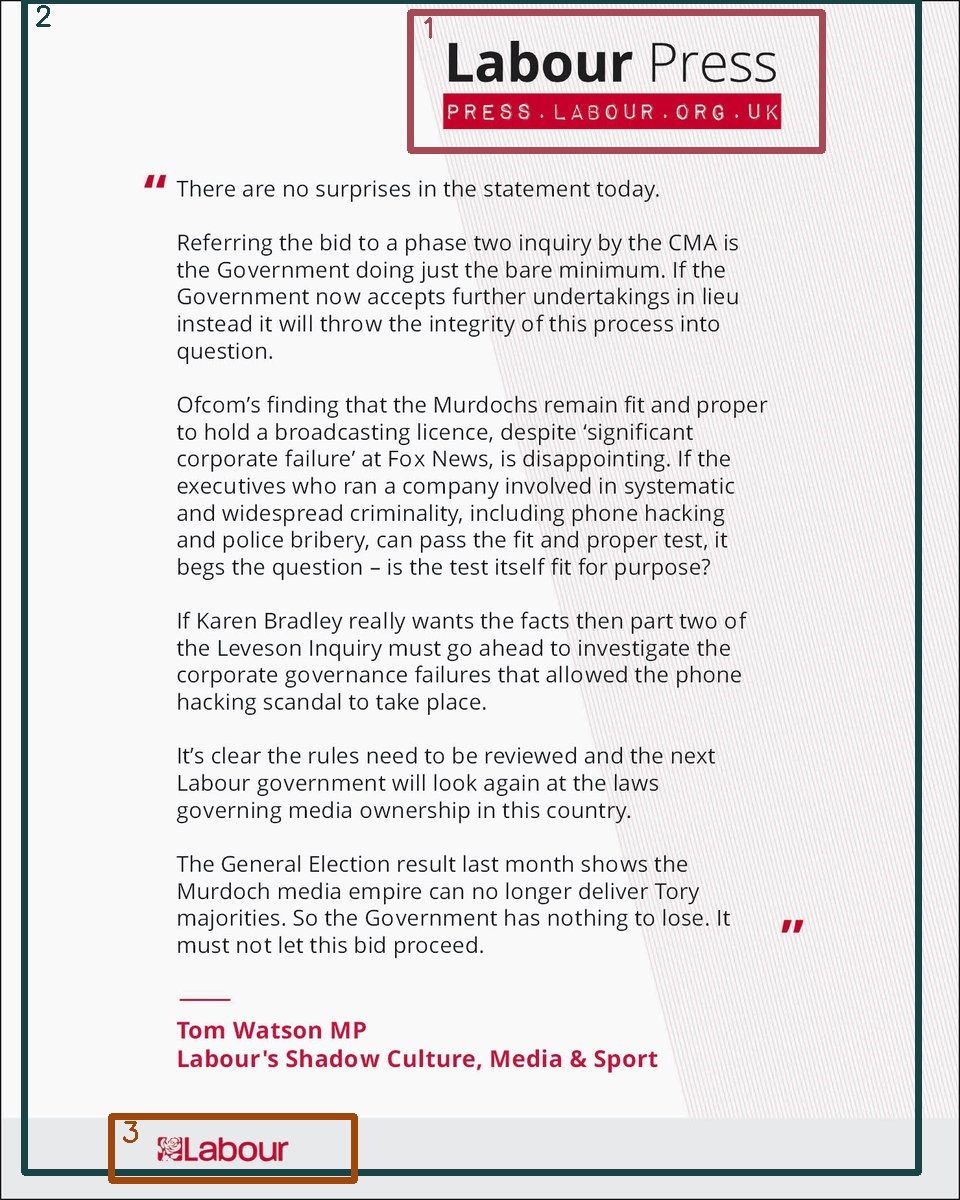 Labour Press
PRESS.LABOUR.ORG.UK
“ There are no surprises in the statement today.
Referring the bid to a phase two inquiry by the CMA is
the Government doing just the bare minimum. If the
Government now accepts further undertakings in lieu
instead it will throw the integrity of this process into
question.
Ofcom’s finding that the Murdochs remain fit and proper
to hold a broadcasting licence, despite ‘significant
corporate failure’ at Fox News, is disappointing. If the
executives who ran a company involved in systematic
and widespread criminality, including phone hacking
and police bribery, can pass the fit and proper test, it
begs the question – is the test itself fit for purpose?
If Karen Bradley really wants the facts then part two of
the Leveson Inquiry must go ahead to investigate the
corporate governance failures that allowed the phone
hacking scandal to take place.
It’s clear the rules need to be reviewed and the next
Labour government will look again at the laws
governing media ownership in this country.
The General Election result last month shows the
Murdoch media empire can no longer deliver Tory
majorities. So the Government has nothing to lose. It
must not let this bid proceed. ”
Tom Watson MP
Labour's Shadow Culture, Media & Sport
Labour